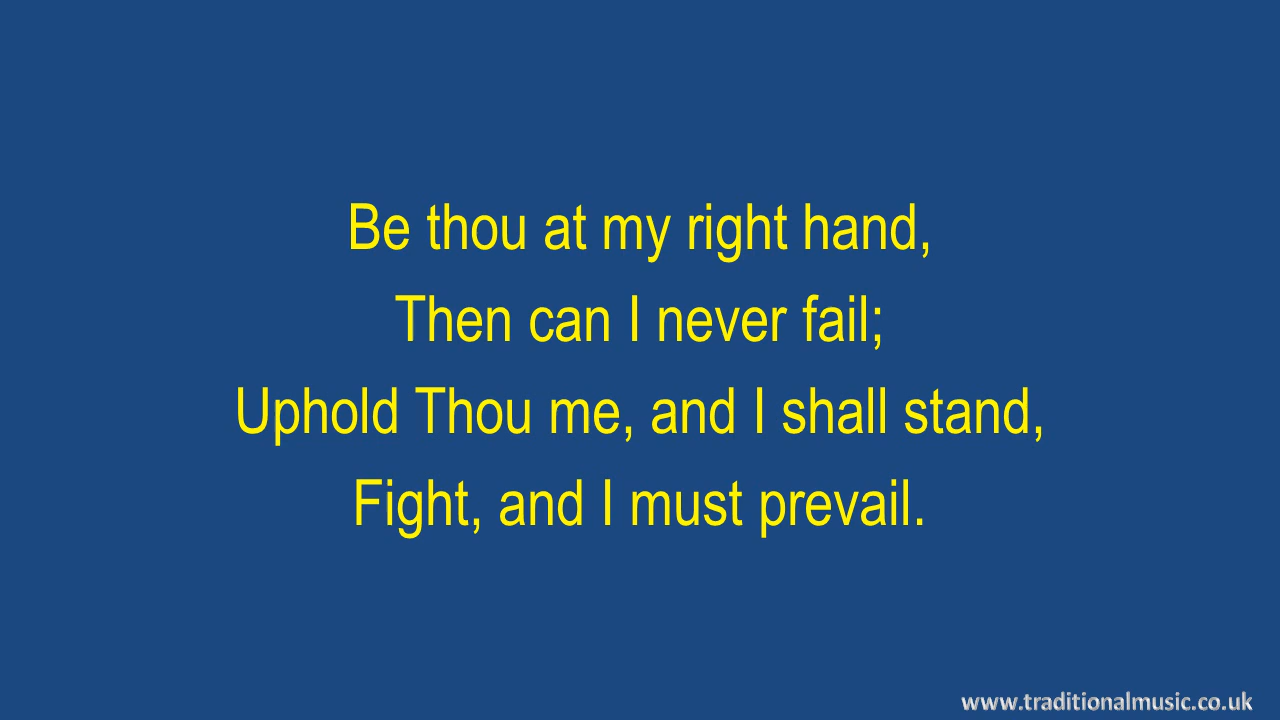 Be thou at my right hand,
Then can I never fail;
Uphold Thou me, and I shall stand,
Fight, and I must prevail.
www.traditionalmusic.co.uk